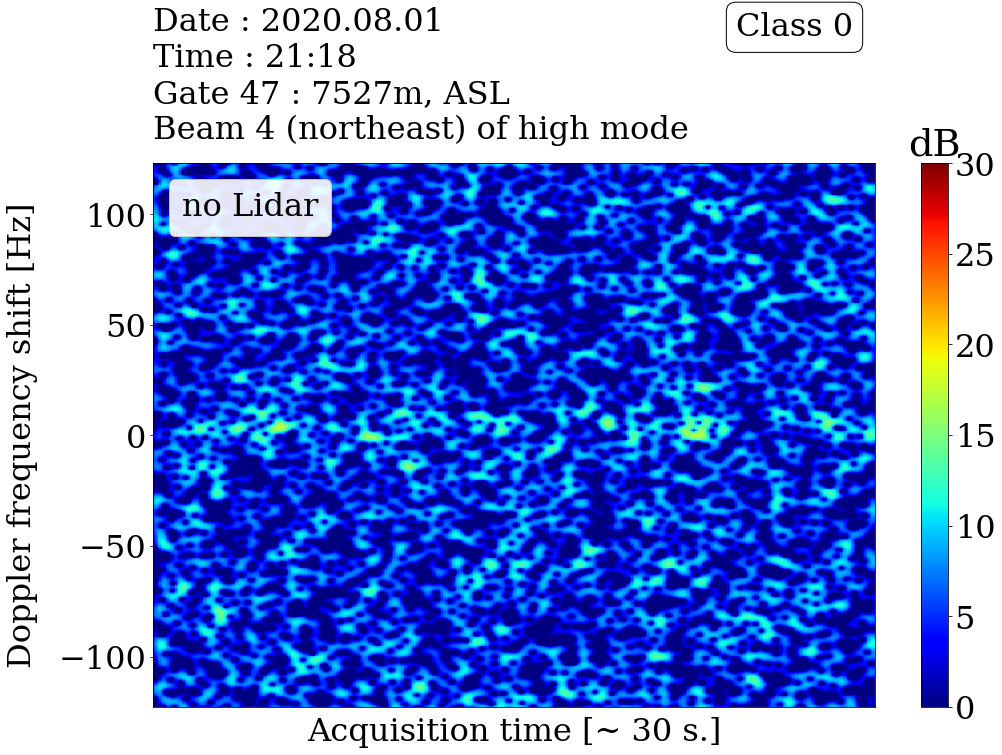 Date : 2020.08.01
Time : 21:18
Gate 47 : 7527m, ASL
Beam 4 (northeast) of high mode
Class 0
dB
no Lidar
Doppler frequency shift [Hz]
100
50
0
−50
−100
30
25
20
15
10
5
0
Acquisition time [~ 30 s.]